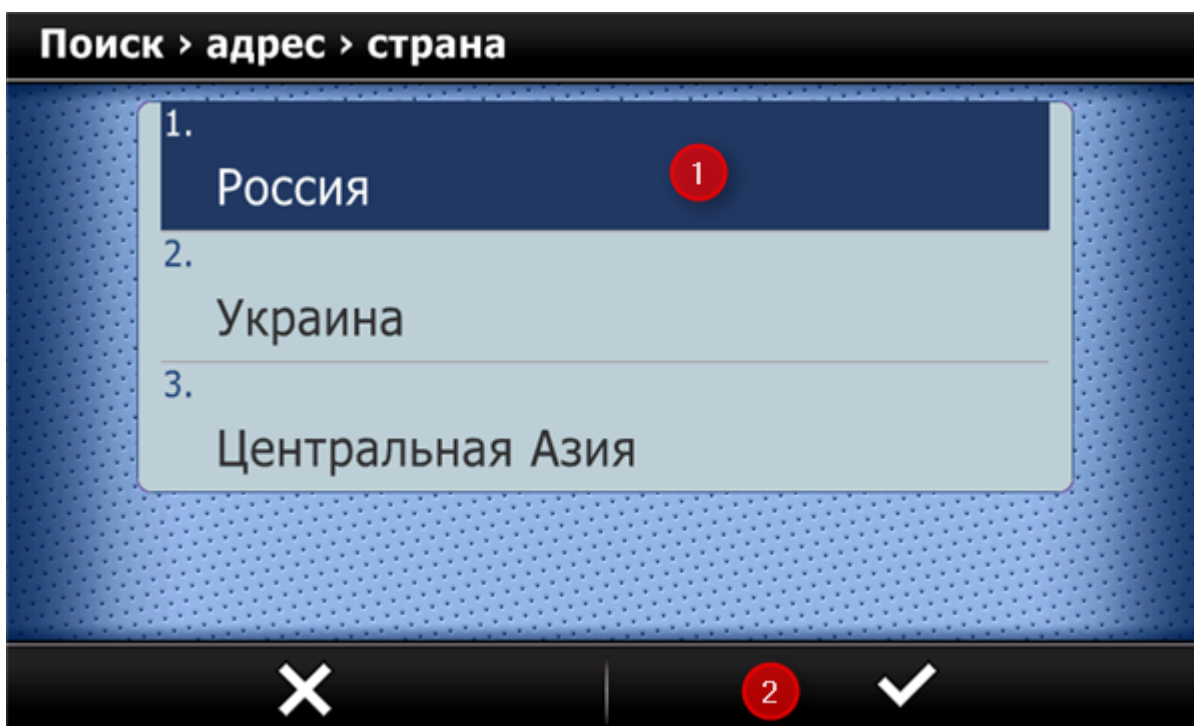 Поиск > адрес > страна
1.
Россия
1
2.
Украина
3.
Центральная Азия
2